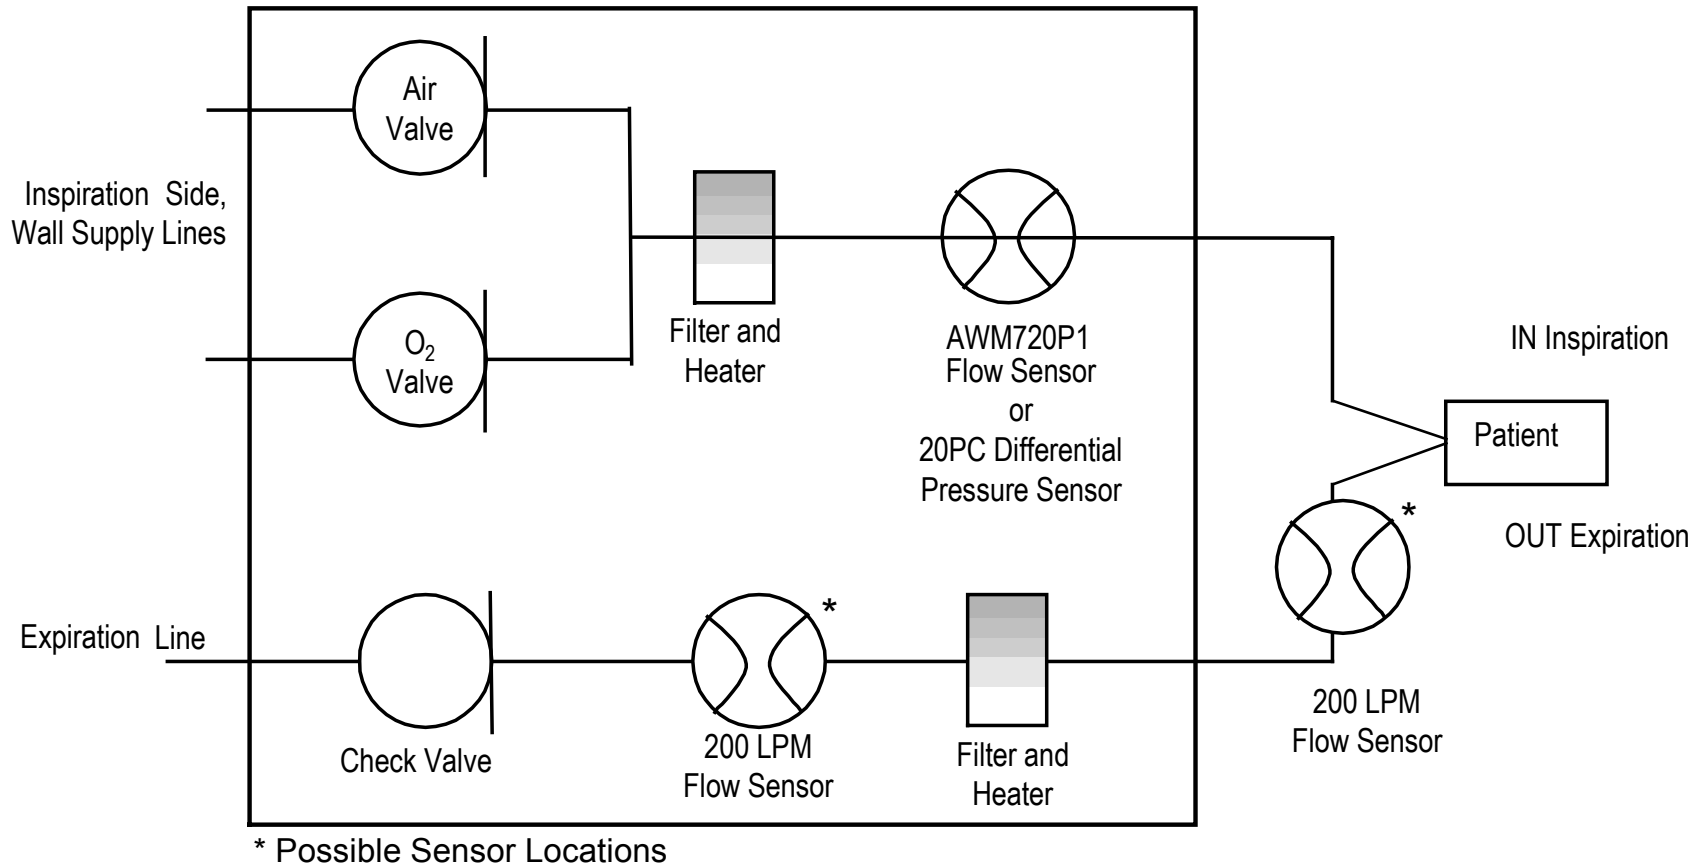 Air
Valve
Inspiration Side,
Wall Supply Lines
O₂
Valve
Filter and
Heater
AWM720P1
Flow Sensor
or
20PC Differential
Pressure Sensor
IN Inspiration
Patient
*
OUT Expiration
200 LPM
Flow Sensor
Expiration Line
Check Valve
*
200 LPM
Flow Sensor
Filter and
Heater
* Possible Sensor Locations